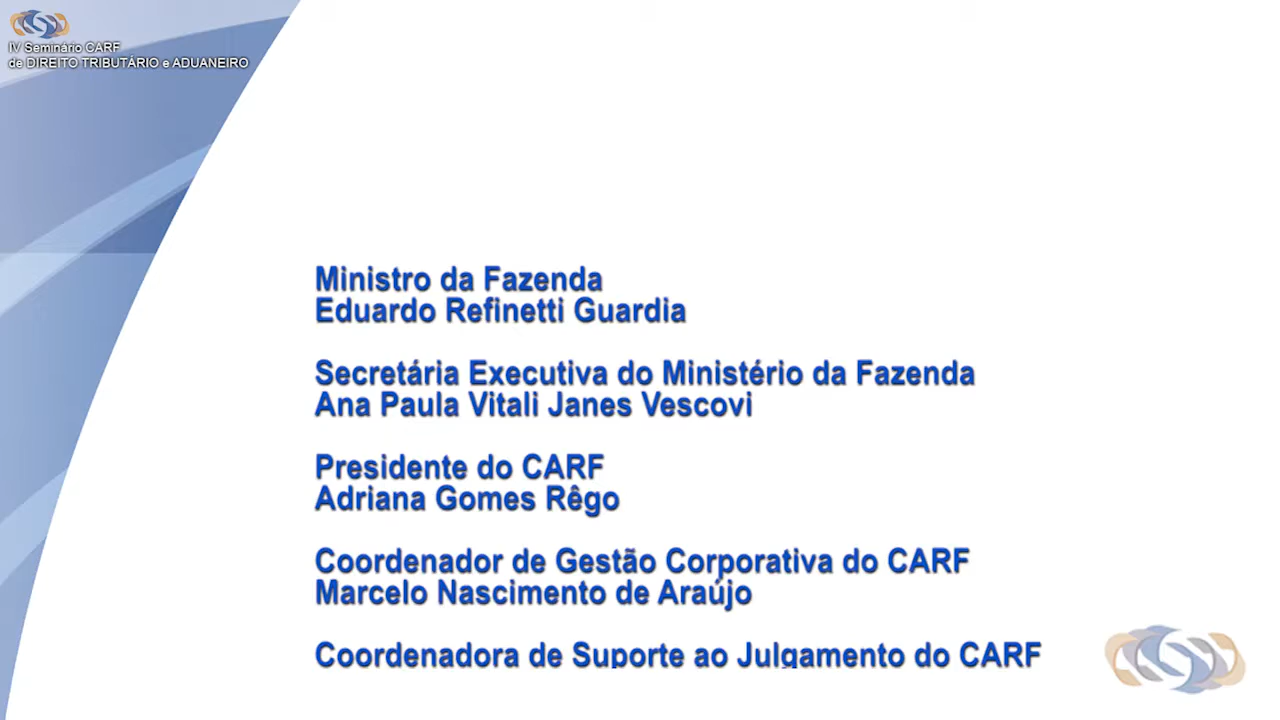 IV Seminário CARF
de DIREITO TRIBUTÁRIO e ADUANEIRO
Ministro da Fazenda
Eduardo Refinetti Guardia
Secretária Executiva do Ministério da Fazenda
Ana Paula Vitali Janes Vescovi
Presidente do CARF
Adriana Gomes Rêgo
Coordenador de Gestão Corporativa do CARF
Marcelo Nascimento de Araújo
Coordenadora de Suporte ao Julgamento do CARF